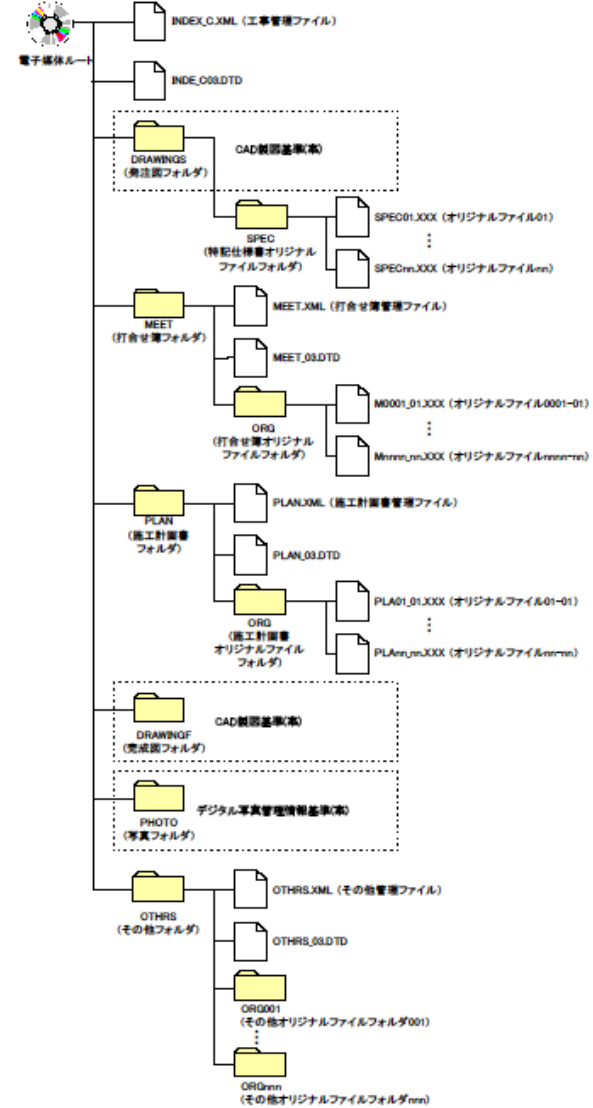 INDEX_C.XML（工事管理ファイル）
電子媒体ルート
INDE_C03.DTD
CAD製図基準(案)
DRAWINGS
（発注図フォルダ）
SPEC01.XXX（オリジナルファイル01）
SPEC
（特記仕様書オリジナル
ファイルフォルダ）
SPECnn.XXX（オリジナルファイルnn）
MEET.XML（打合せ簿管理ファイル）
MEET
（打合せ簿フォルダ）
MEET_03.DTD
M0001_01.XXX（オリジナルファイル0001-01）
ORG
（打合せ簿オリジナル
ファイルフォルダ）
Mnnnn_nn.XXX（オリジナルファイルnnnn-nn）
PLAN.XML（施工計画書管理ファイル）
PLAN
（施工計画書
フォルダ）
PLAN_03.DTD
PLA01_01.XXX（オリジナルファイル01-01）
ORG
（施工計画書
オリジナルファイル
フォルダ）
PLAnn_nn.XXX（オリジナルファイルnn-nn）
CAD製図基準(案)
DRAWINGF
（完成図フォルダ）
デジタル写真管理情報基準(案)
PHOTO
（写真フォルダ）
OTHRS.XML（その他管理ファイル）
OTHRS
（その他フォルダ）
OTHRS_03.DTD
ORG001
（その他オリジナルファイルフォルダ001）
ORGnnn
（その他オリジナルファイルフォルダnnn）